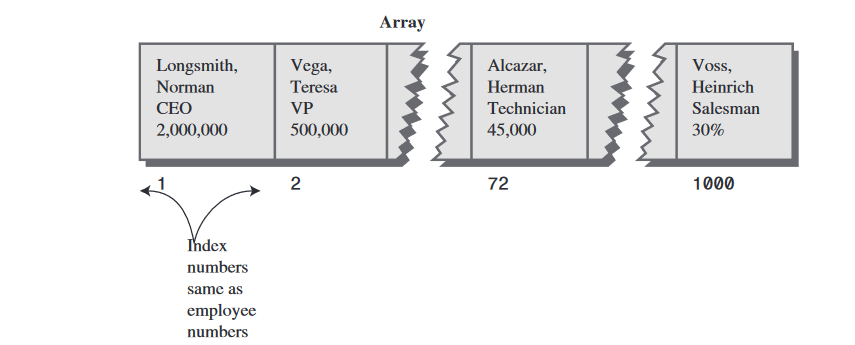 Array
Longsmith,
Norman
CEO
2,000,000
Vega,
Teresa
VP
500,000
Alcazar,
Herman
Technician
45,000
Voss,
Heinrich
Salesman
30%
1
2
72
1000
Index
numbers
same as
employee
numbers